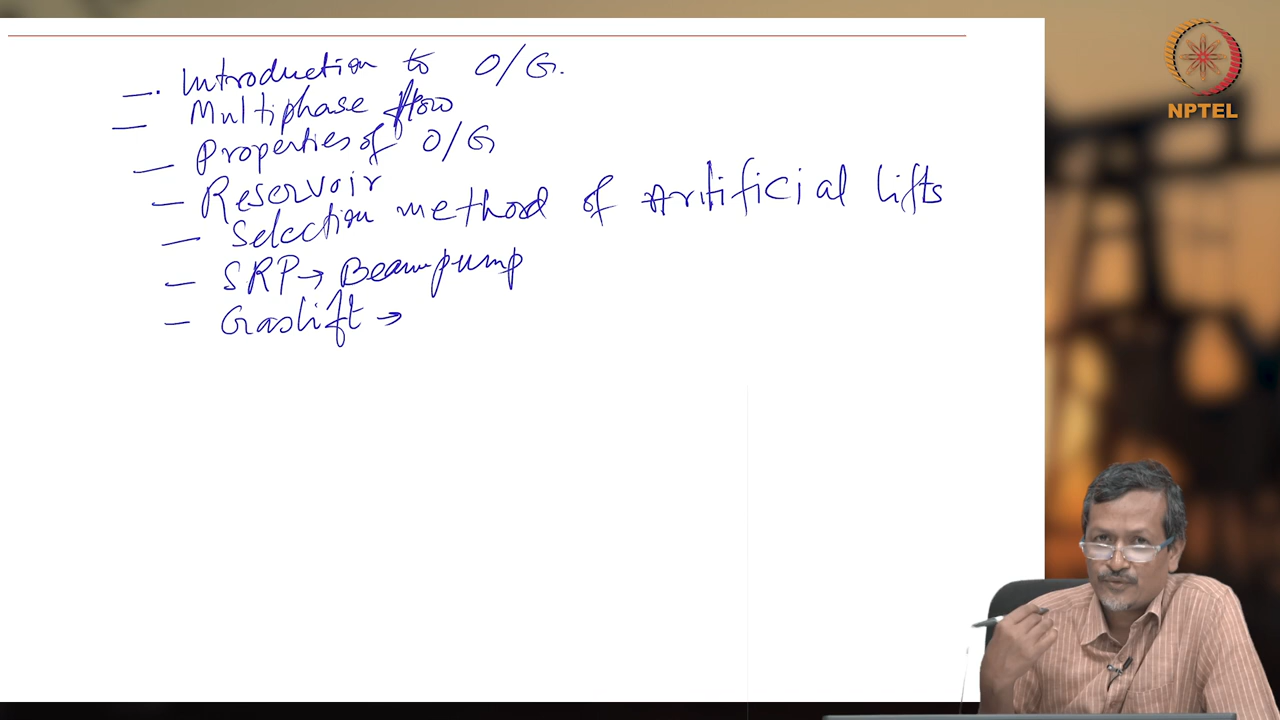 —. Introduction to O/G.
— Multiphase flow
— Properties of O/G
— Reservoir
— Selection method of Artificial lifts
— SRP → Beam pump
— Gaslift →
NPTEL